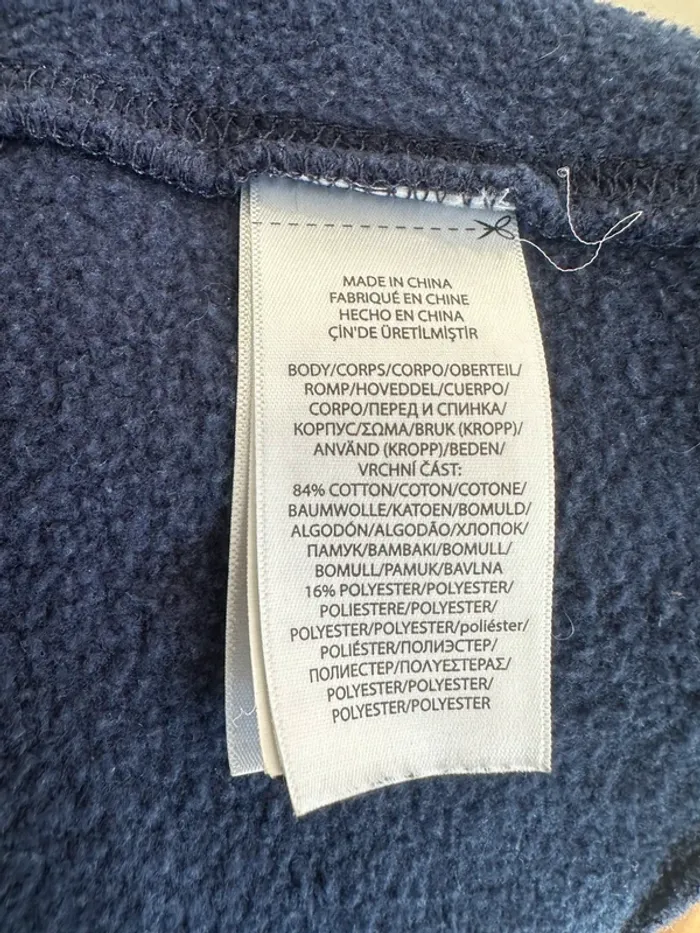 MADE IN CHINA
FABRIQUÉ EN CHINE
HECHO EN CHINA
ÇİN'DE ÜRETİLMİŞTİR
BODY/CORPS/CORPO/OBERTEIL/
ROMP/HOVEDDEL/CUERPO/
CORPO/ПЕРЕД И СПИНКА/
КОРПУС/ΣΩΜΑ/BRUK (KROPP)/
ANVÄND (KROPP)/BEDEN/
VRCHNÍ ČÁST:
84% COTTON/COTON/COTONE/
BAUMWOLLE/KATOEN/BOMULD/
ALGODÓN/ALGODÃO/ХЛОПОК/
ПАМУК/BAMBAKI/BOMULL/
BOMULL/PAMUK/BAVLNA
16% POLYESTER/POLYESTER/
POLIESTERE/POLYESTER/
POLYESTER/POLYESTER/poliéster/
POLIÉSTER/ПОЛИЭСТЕР/
ПОЛИЕСТЕР/ΠΟΛΥΕΣΤΕΡΑΣ/
POLYESTER/POLYESTER/
POLYESTER/POLYESTER